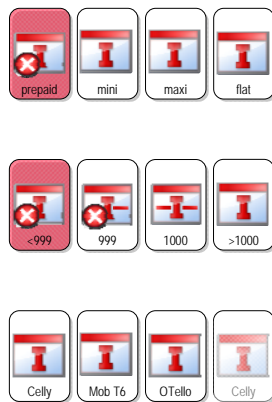 prepaid mini maxi flat
<999 999 1000 >1000
Celly Mob T6 OTello Celly